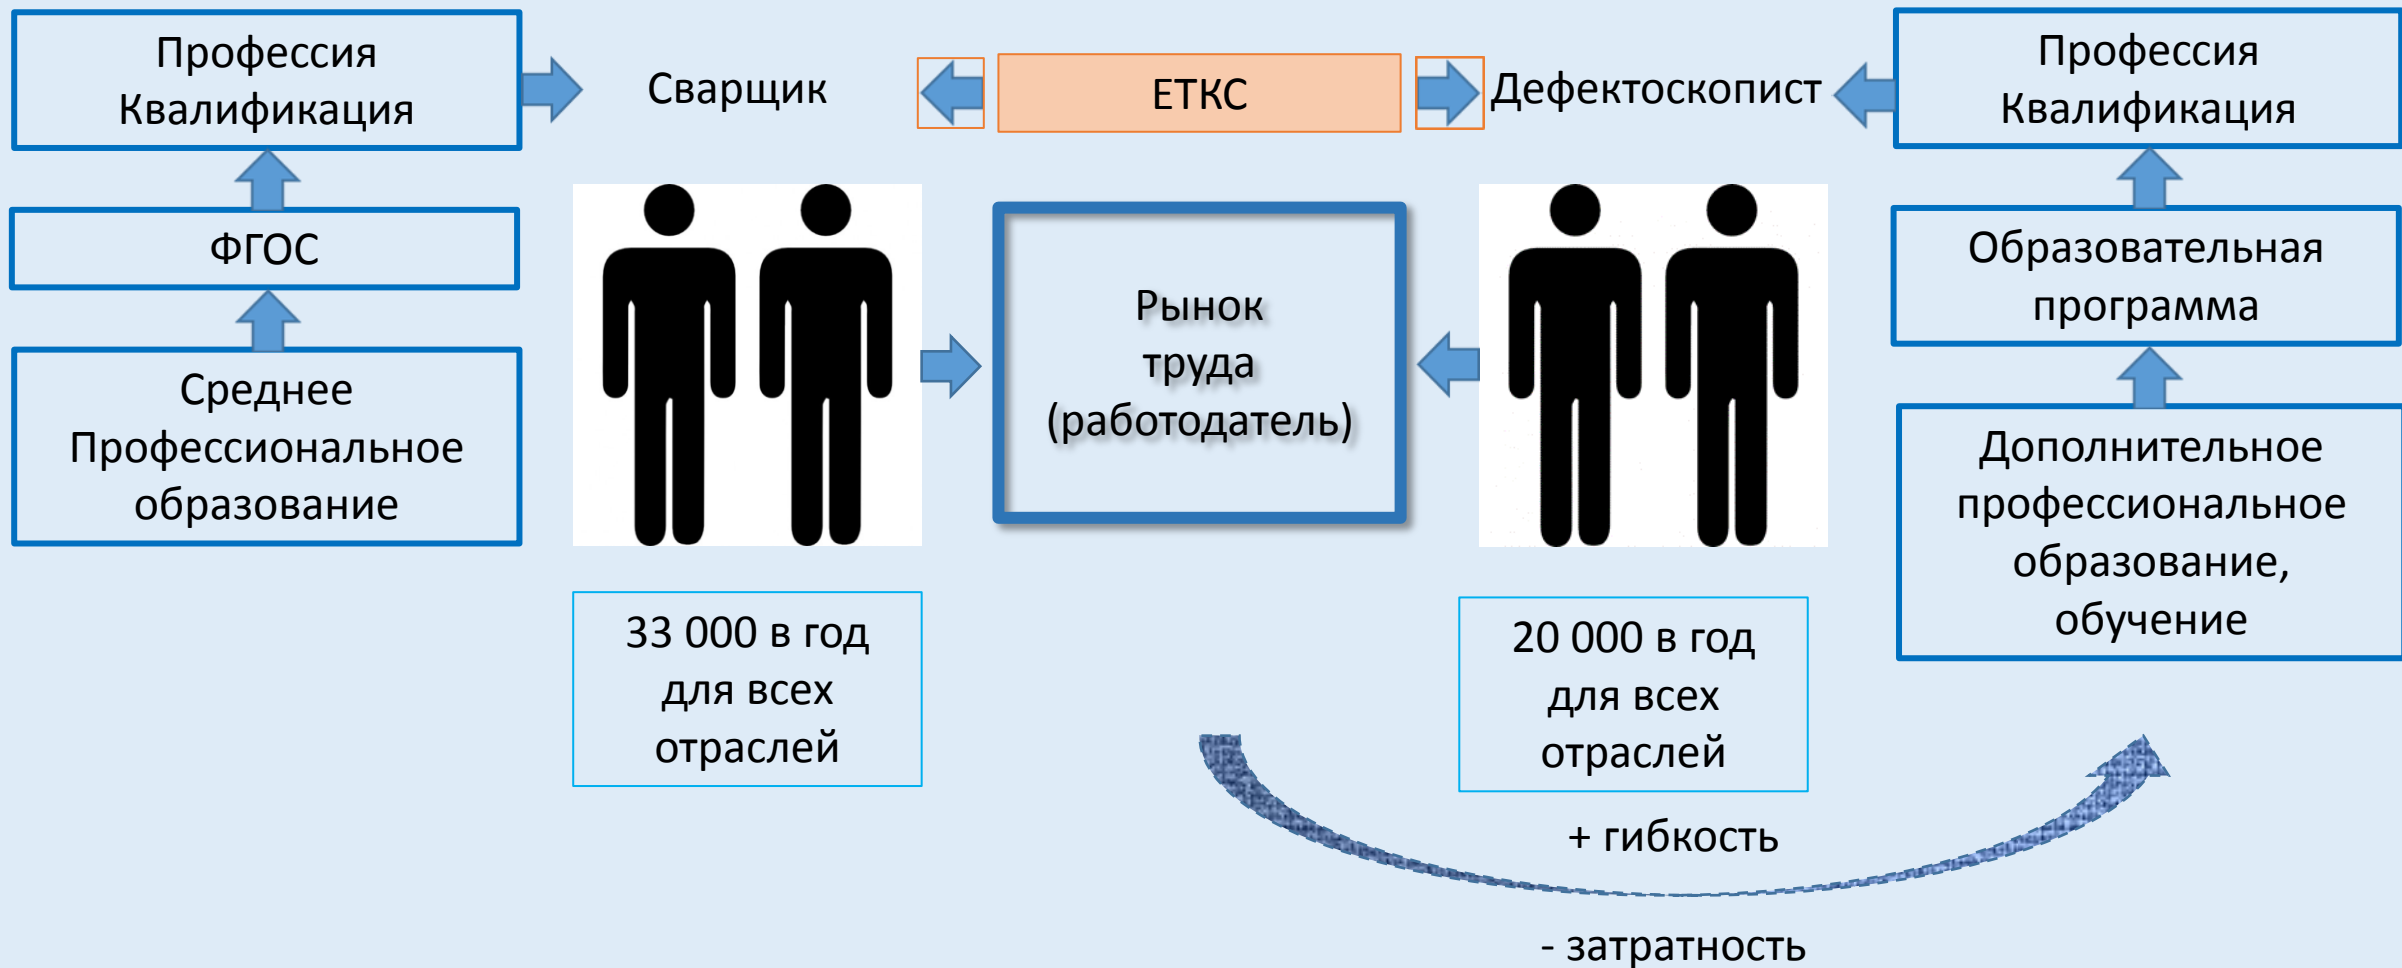 Профессия
Квалификация
Сварщик
ЕТКС
Дефектоскопист
Профессия
Квалификация
ФГОС
Образовательная
программа
Среднее
Профессиональное
образование
Рынок
труда
(работодатель)
Дополнительное
профессиональное
образование,
обучение
33 000 в год
для всех
отраслей
20 000 в год
для всех
отраслей
+ гибкость
- затратность